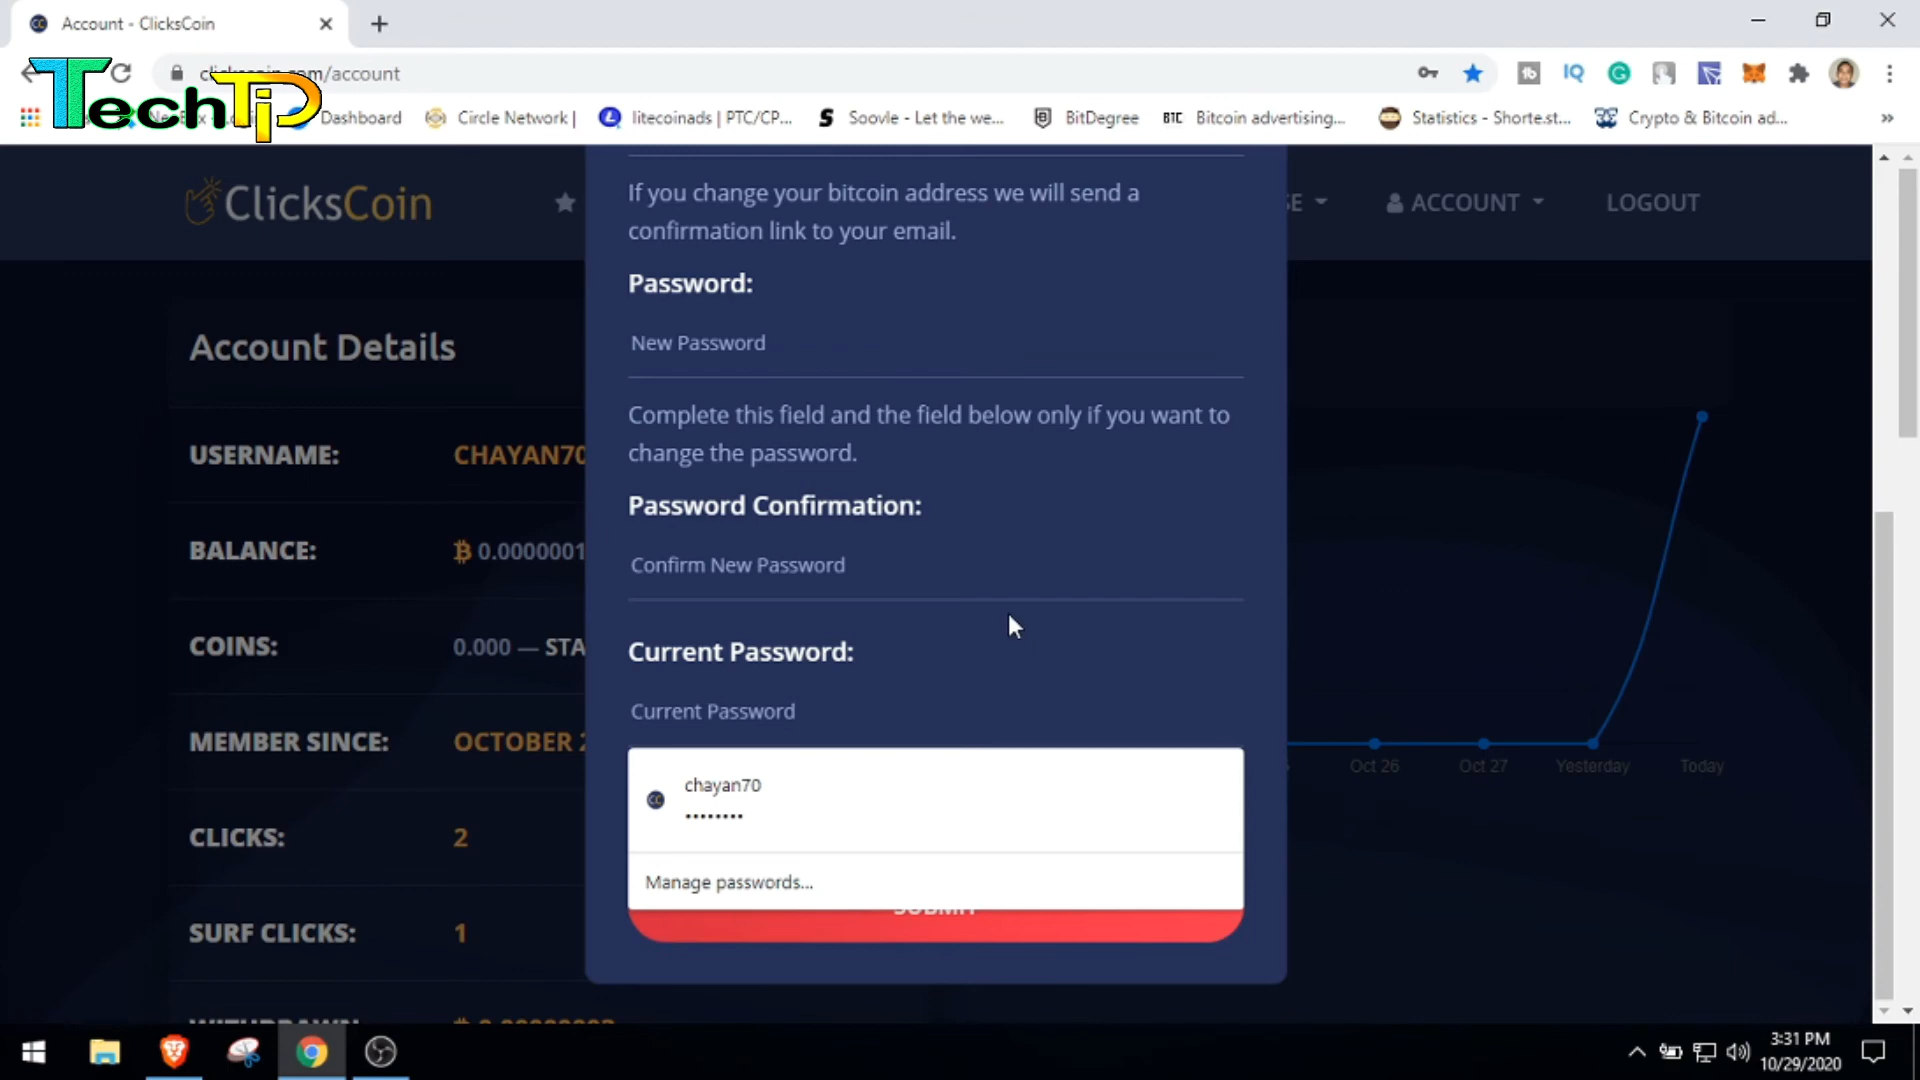 Account - ClicksCoin
TechTip
/account
Dashboard
Circle Network |
litecoinads | PTC/CP...
Soovle - Let the we...
BitDegree
BTC Bitcoin advertising...
Statistics - Shorte.st...
Crypto & Bitcoin ad...
»
ClicksCoin
ACCOUNT
LOGOUT
If you change your bitcoin address we will send a
confirmation link to your email.
Password:
New Password
Complete this field and the field below only if you want to
change the password.
Password Confirmation:
Confirm New Password
Current Password:
Current Password
chayan70
••••••••
Manage passwords...
SUBMIT
Account Details
USERNAME: CHAYAN70
BALANCE: 0.0000001
COINS: 0.000 — STA
MEMBER SINCE: OCTOBER 2
CLICKS: 2
SURF CLICKS: 1
Oct 26
Oct 27
Yesterday
Today
3:31 PM
10/29/2020